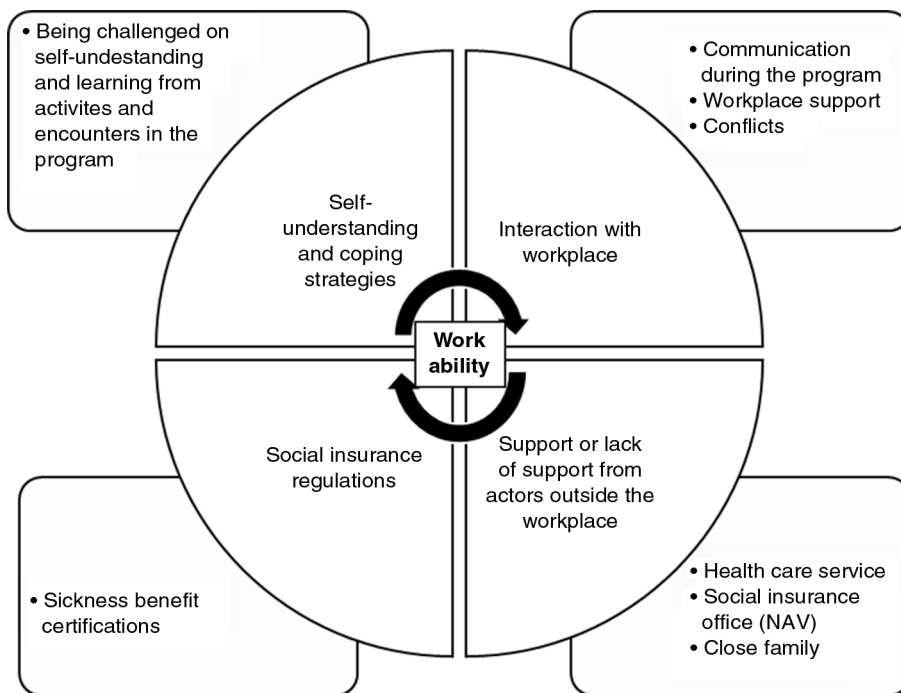 • Being challenged on
self-undestanding
and learning from
activites and
encounters in the
program
• Communication
during the program
• Workplace support
• Conflicts
Self-
understanding
and coping
strategies
Interaction with
workplace
Work
ability
Social insurance
regulations
Support or lack
of support from
actors outside the
workplace
• Sickness benefit
certifications
• Health care service
• Social insurance
office (NAV)
• Close family